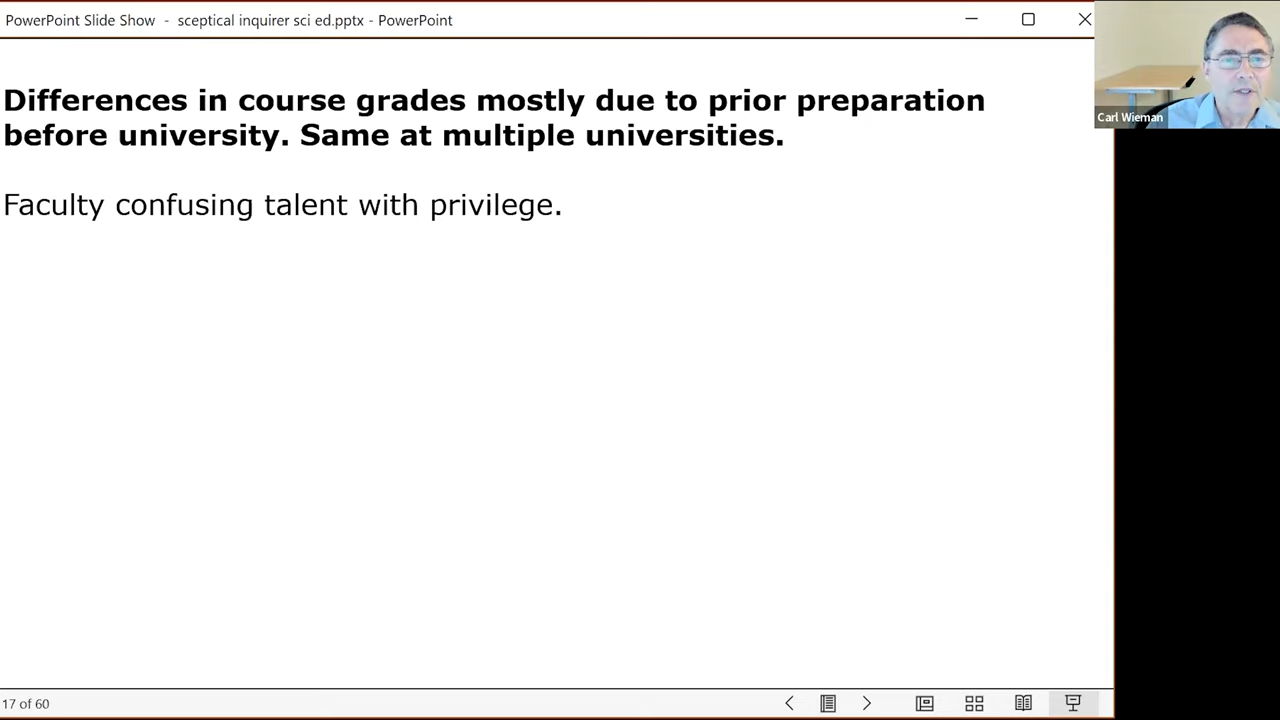 PowerPoint Slide Show - sceptical inquirer sci ed.pptx - PowerPoint
Carl Wieman
Differences in course grades mostly due to prior preparation
before university. Same at multiple universities.
Faculty confusing talent with privilege.
17 of 60